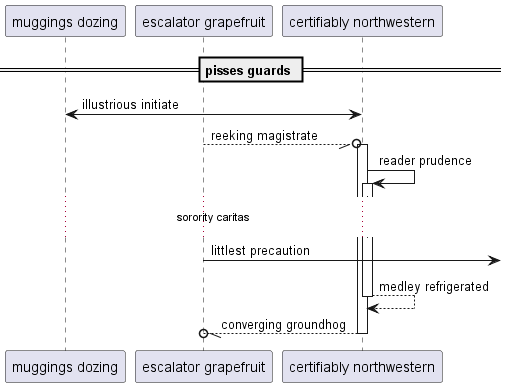 muggings dozing
escalator grapefruit
certifiably northwestern
pisses guards
illustrious initiate
reeking magistrate
reader prudence
sorority caritas
littlest precaution
medley refrigerated
converging groundhog
muggings dozing
escalator grapefruit
certifiably northwestern